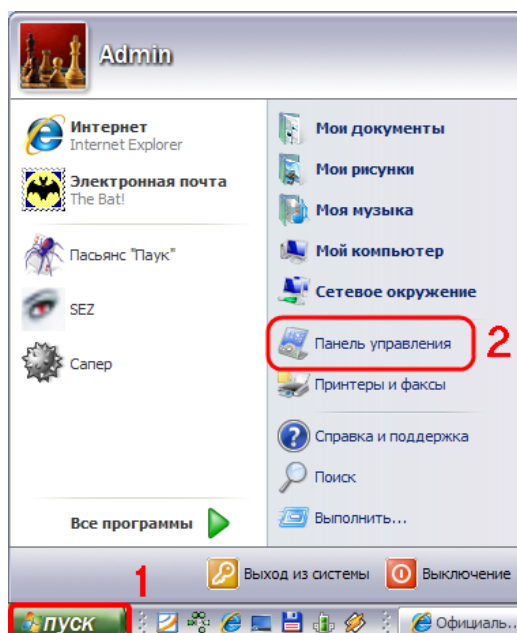 Admin
Интернет
Internet Explorer
Электронная почта
The Bat!
Пасьянс "Паук"
SEZ
Сапер
Все программы
Мои документы
Мои рисунки
Моя музыка
Мой компьютер
Сетевое окружение
Панель управления
2
Принтеры и факсы
Справка и поддержка
Поиск
Выполнить...
1
Выход из системы
Выключение
пуск
Официаль...